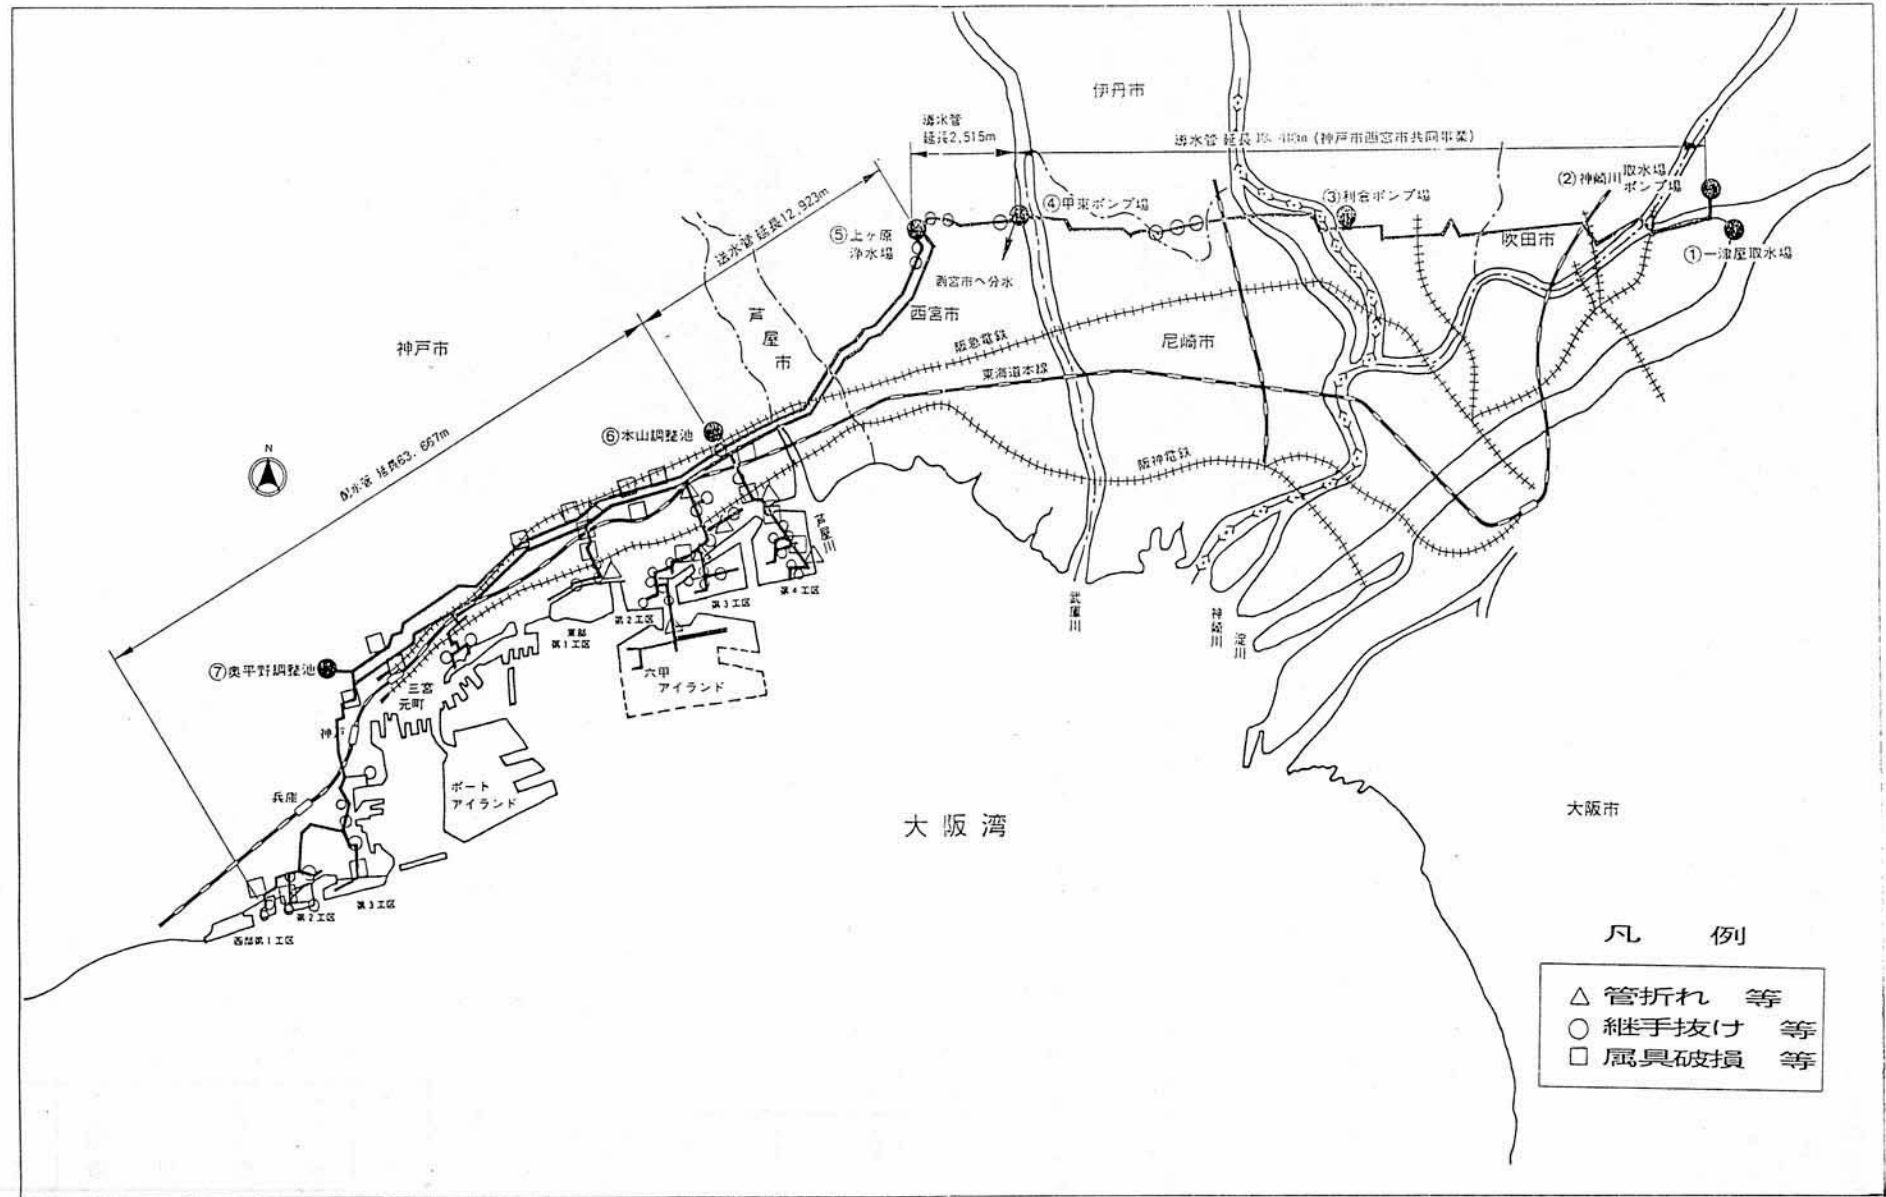 伊丹市
導水管
延長2,515m
導水管 延長 (神戸市西宮市共同事業)
送水管 延長12,923m
配水管 延長63,667m
②神崎川取水場
ポンプ場
③利倉ポンプ場
④甲東ポンプ場
⑤上ヶ原
浄水場
①一津屋取水場
吹田市
西宮市へ分水
西宮市
芦屋市
神戸市
尼崎市
阪急電鉄
東海道本線
阪神電鉄
⑥本山調整池
N
芦屋川
第4工区
第3工区
第2工区
東部
第1工区
武庫川
神崎川
淀川
六甲
アイランド
⑦奥平野調整池
三宮
元町
神戸
兵庫
ポート
アイランド
大阪湾
大阪市
第3工区
第2工区
西部第1工区
凡 例
△ 管折れ 等
○ 継手抜け 等
□ 属具破損 等